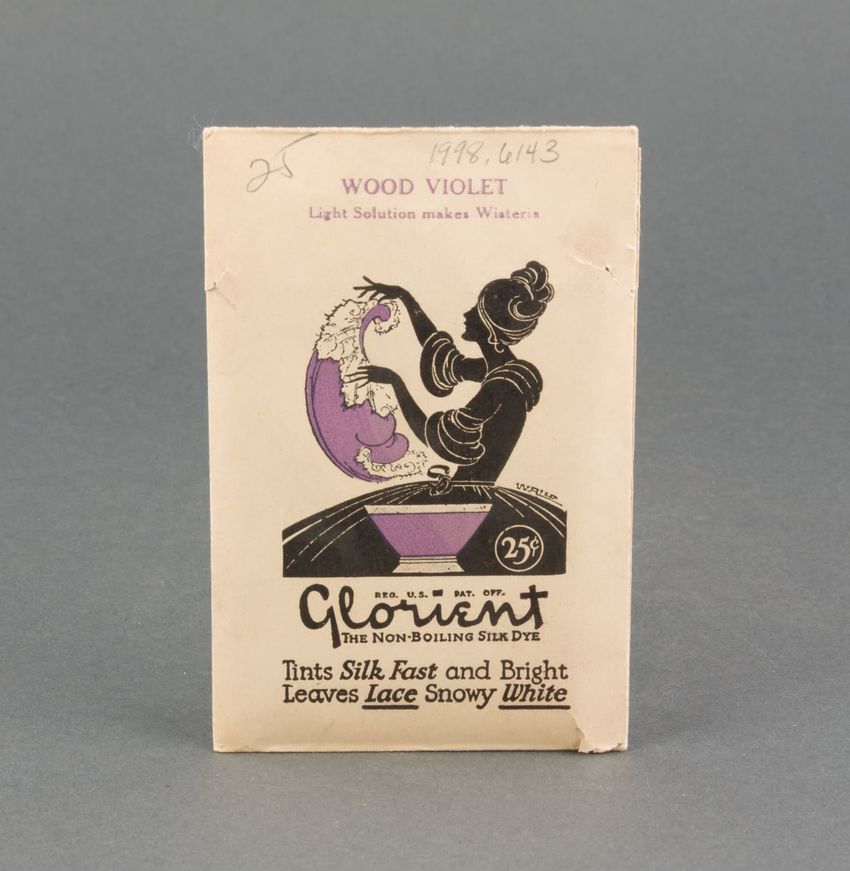 25
1998.6143
WOOD VIOLET
Light Solution makes Wisteria
25¢
REG. U.S. PAT. OFF.
Glorient
THE NON-BOILING SILK DYE
Tints Silk Fast and Bright
Leaves Lace Snowy White